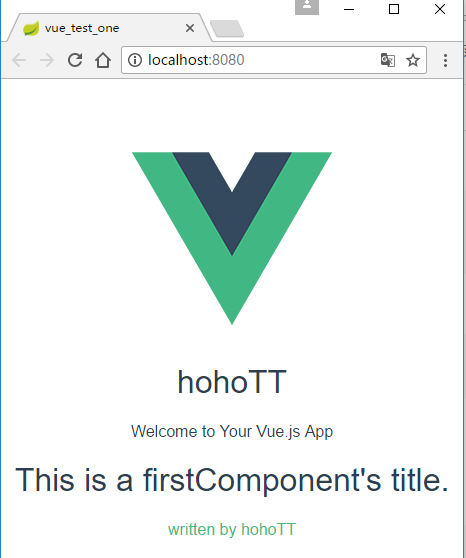 vue_test_one
localhost:8080
hohoTT
Welcome to Your Vue.js App
This is a firstComponent's title.
written by hohoTT